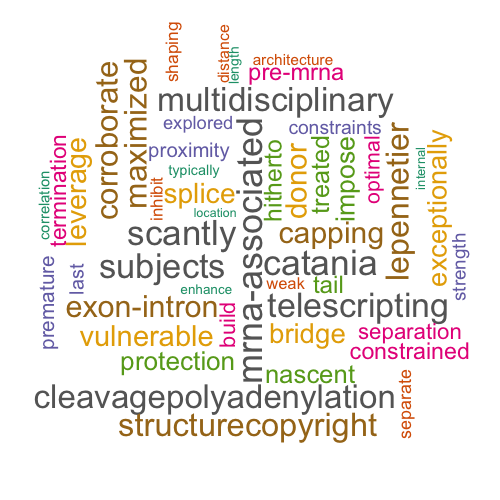 shaping
distance
length
architecture
pre-mrna
corroborate
maximized
multidisciplinary
explored
constraints
proximity
typically
hitherto
donor
treated
impose
optimal
lepennetier
internal
exceptionally
correlation
termination
leverage
inhibit
splice
location
mrna-associated
scantly
capping
premature
last
subjects
catania
strength
enhance
weak
tail
exon-intron
build
telescripting
vulnerable
bridge
separation
protection
constrained
nascent
cleavagepolyadenylation
separate
structurecopyright